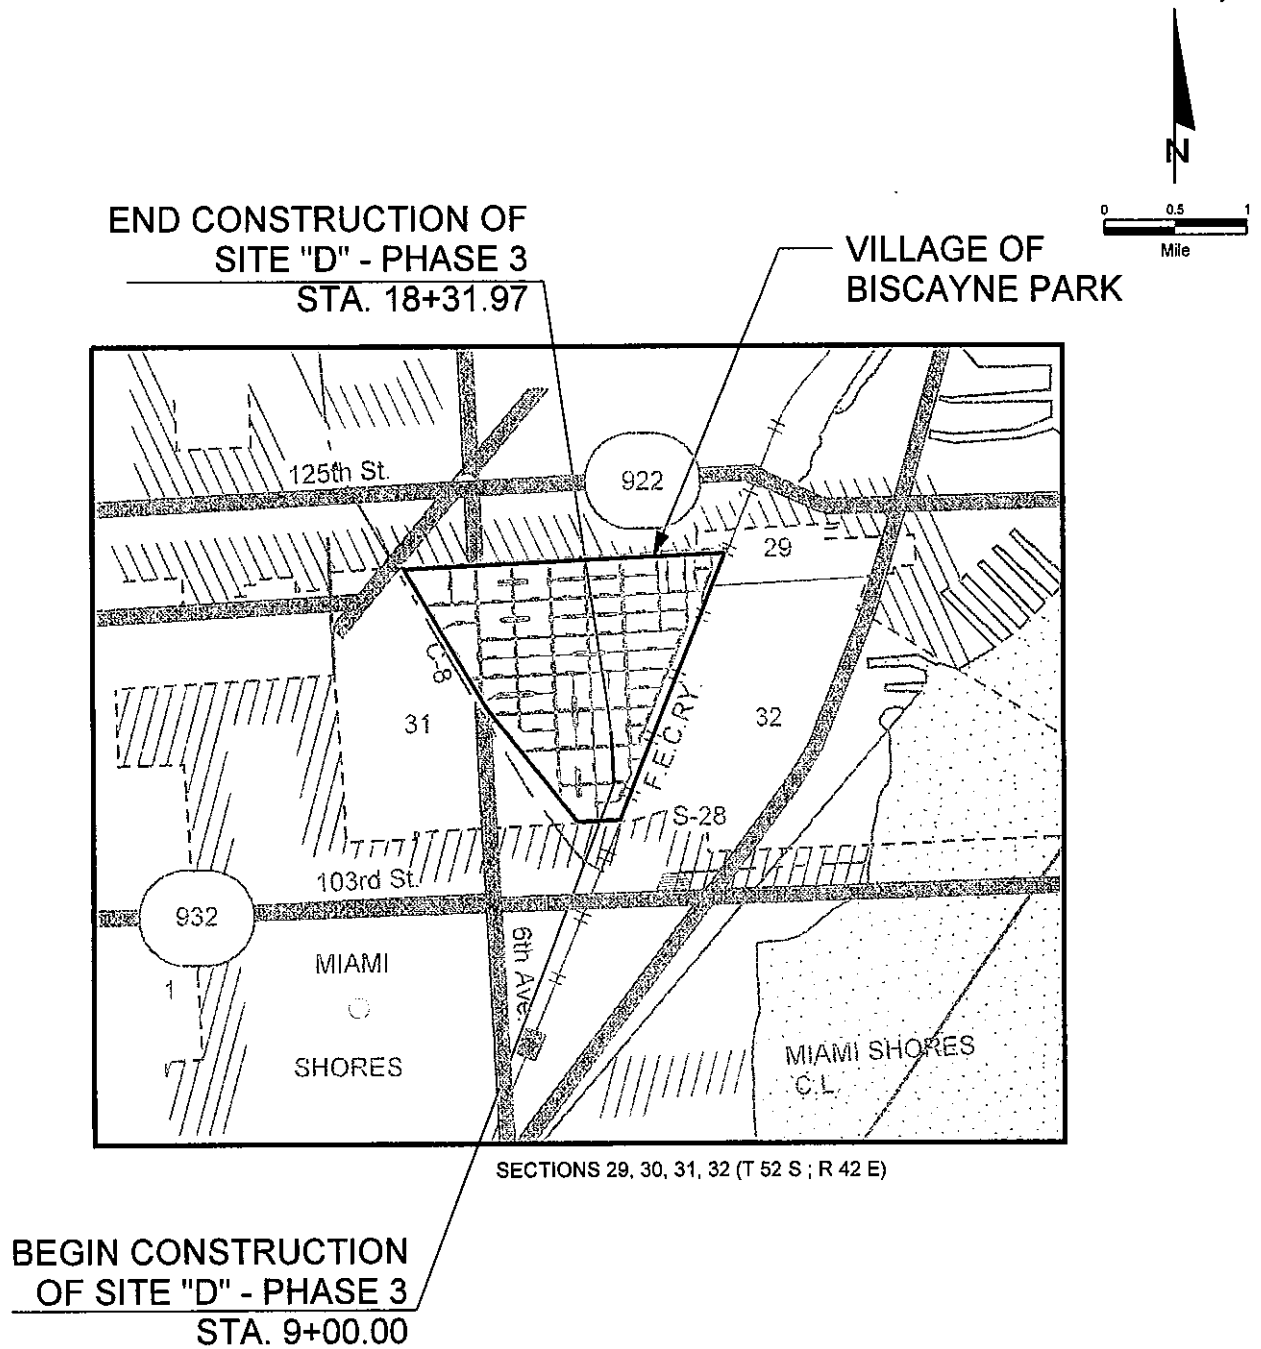 N
0 0.5 1
Mile
END CONSTRUCTION OF
SITE "D" - PHASE 3
STA. 18+31.97
VILLAGE OF
BISCAYNE PARK
125th St.
922
29
C-8
31
32
F.E.C.RY.
S-28
103rd St.
932
6th Ave.
MIAMI
1
SHORES
MIAMI SHORES
C.L.
SECTIONS 29, 30, 31, 32 (T 52 S ; R 42 E)
BEGIN CONSTRUCTION
OF SITE "D" - PHASE 3
STA. 9+00.00